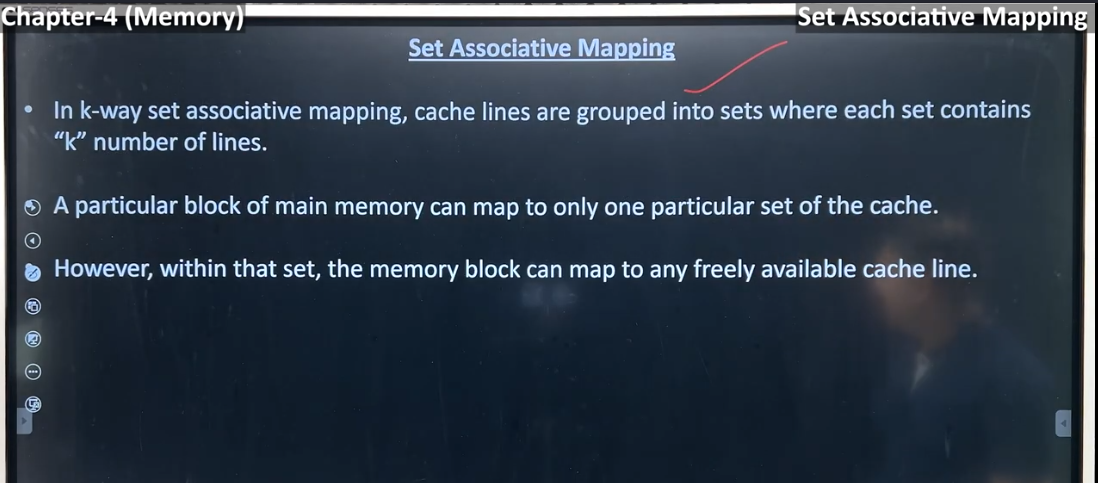 Chapter-4 (Memory)
Set Associative Mapping
Set Associative Mapping
• In k-way set associative mapping, cache lines are grouped into sets where each set contains
“k” number of lines.
A particular block of main memory can map to only one particular set of the cache.
However, within that set, the memory block can map to any freely available cache line.